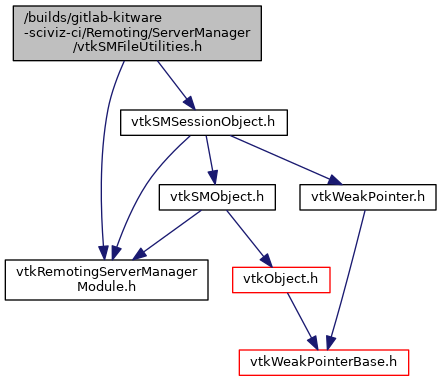 /builds/gitlab-kitware
-sciviz-ci/Remoting/ServerManager
/vtkSMFileUtilities.h
vtkSMSessionObject.h
vtkSMObject.h
vtkWeakPointer.h
vtkRemotingServerManager
Module.h
vtkObject.h
vtkWeakPointerBase.h